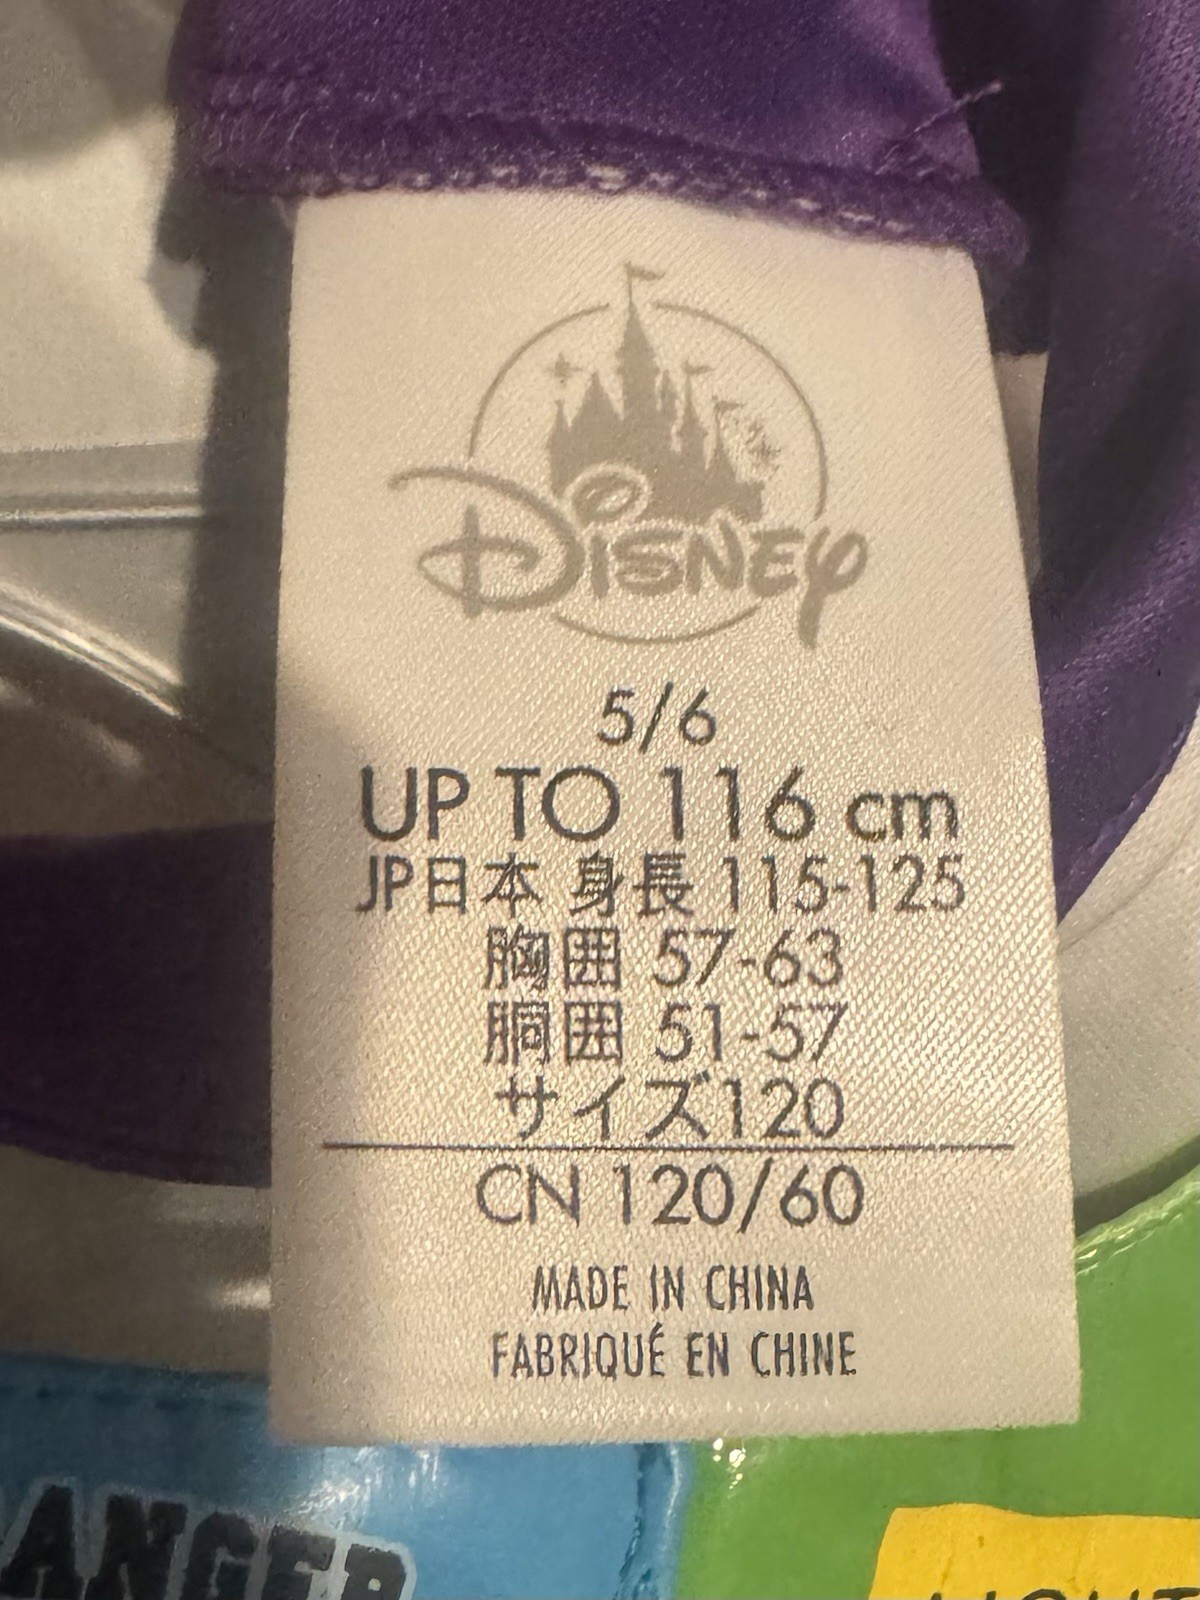 Disney
5/6
UP TO 116 cm
JP日本 身長 115-125
胸囲 57-63
胴囲 51-57
サイズ120
CN 120/60
MADE IN CHINA
FABRIQUÉ EN CHINE